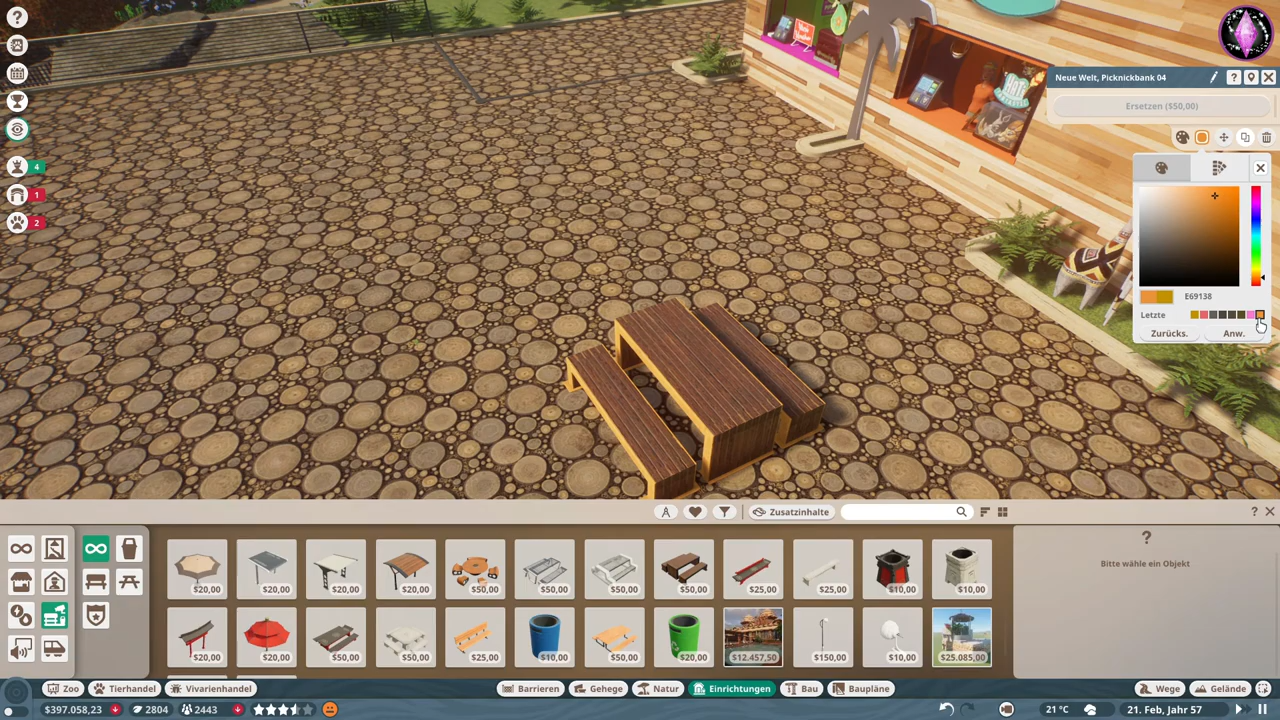 Neue Welt, Picknickbank 04
Ersetzen ($50,00)
4
1
2
E69138
Letzte
Zurücks.
Anw.
Zusatzinhalte
Bitte wähle ein Objekt
$20,00
$20,00
$20,00
$20,00
$50,00
$50,00
$50,00
$50,00
$25,00
$25,00
$10,00
$10,00
$20,00
$20,00
$50,00
$50,00
$25,00
$10,00
$50,00
$20,00
$12.457,50
$150,00
$10,00
$25.085,00
Zoo
Tierhandel
Vivarienhandel
Barrieren
Gehege
Natur
Einrichtungen
Bau
Baupläne
Wege
Gelände
$397.058,23
2804
2443
21 °C
21. Feb, Jahr 57